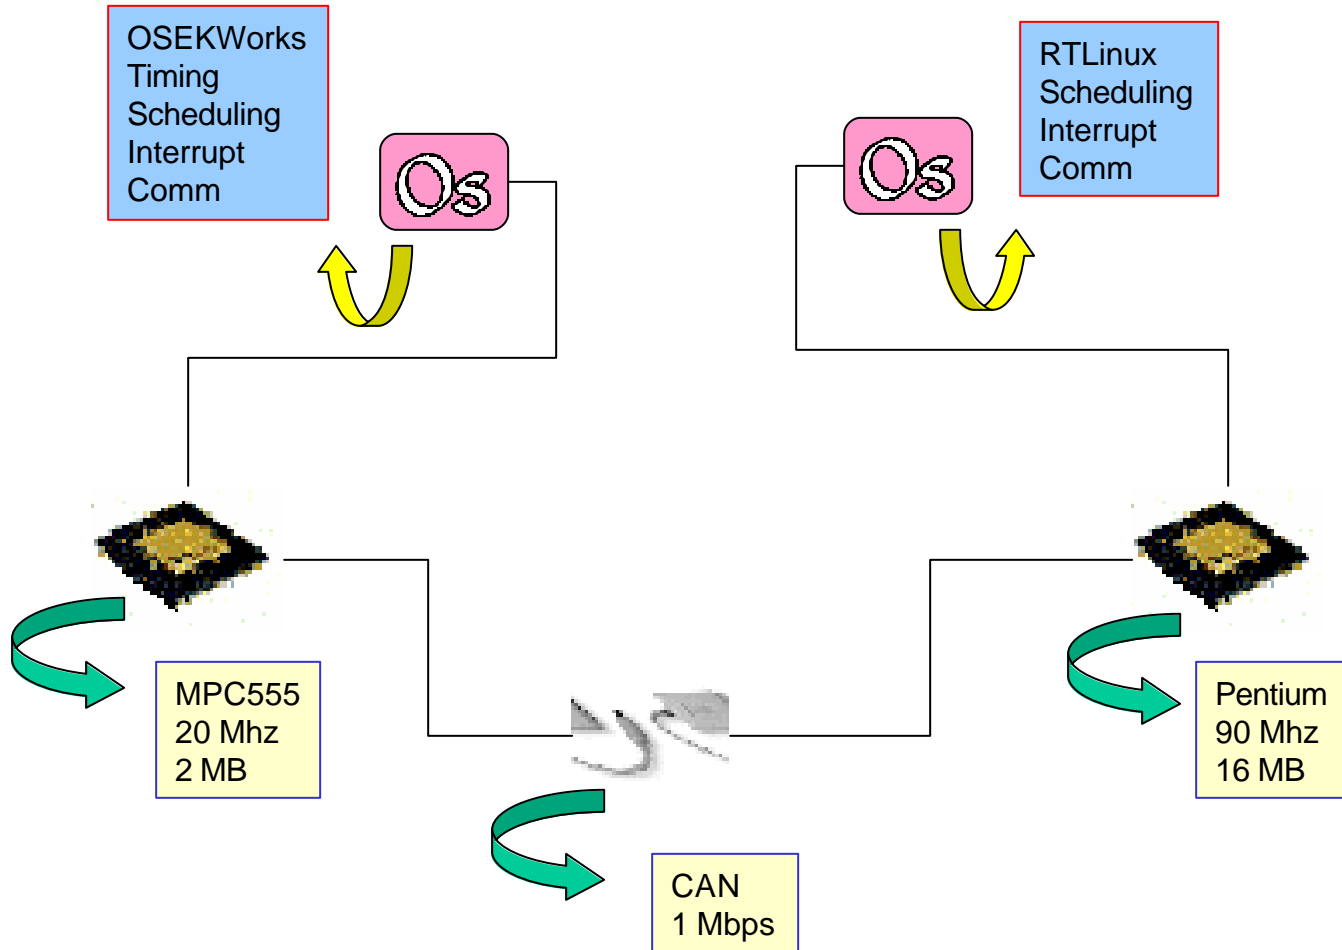 OSEKWorks
Timing
Scheduling
Interrupt
Comm
Os
RTLinux
Scheduling
Interrupt
Comm
Os
MPC555
20 Mhz
2 MB
CAN
1 Mbps
Pentium
90 Mhz
16 MB